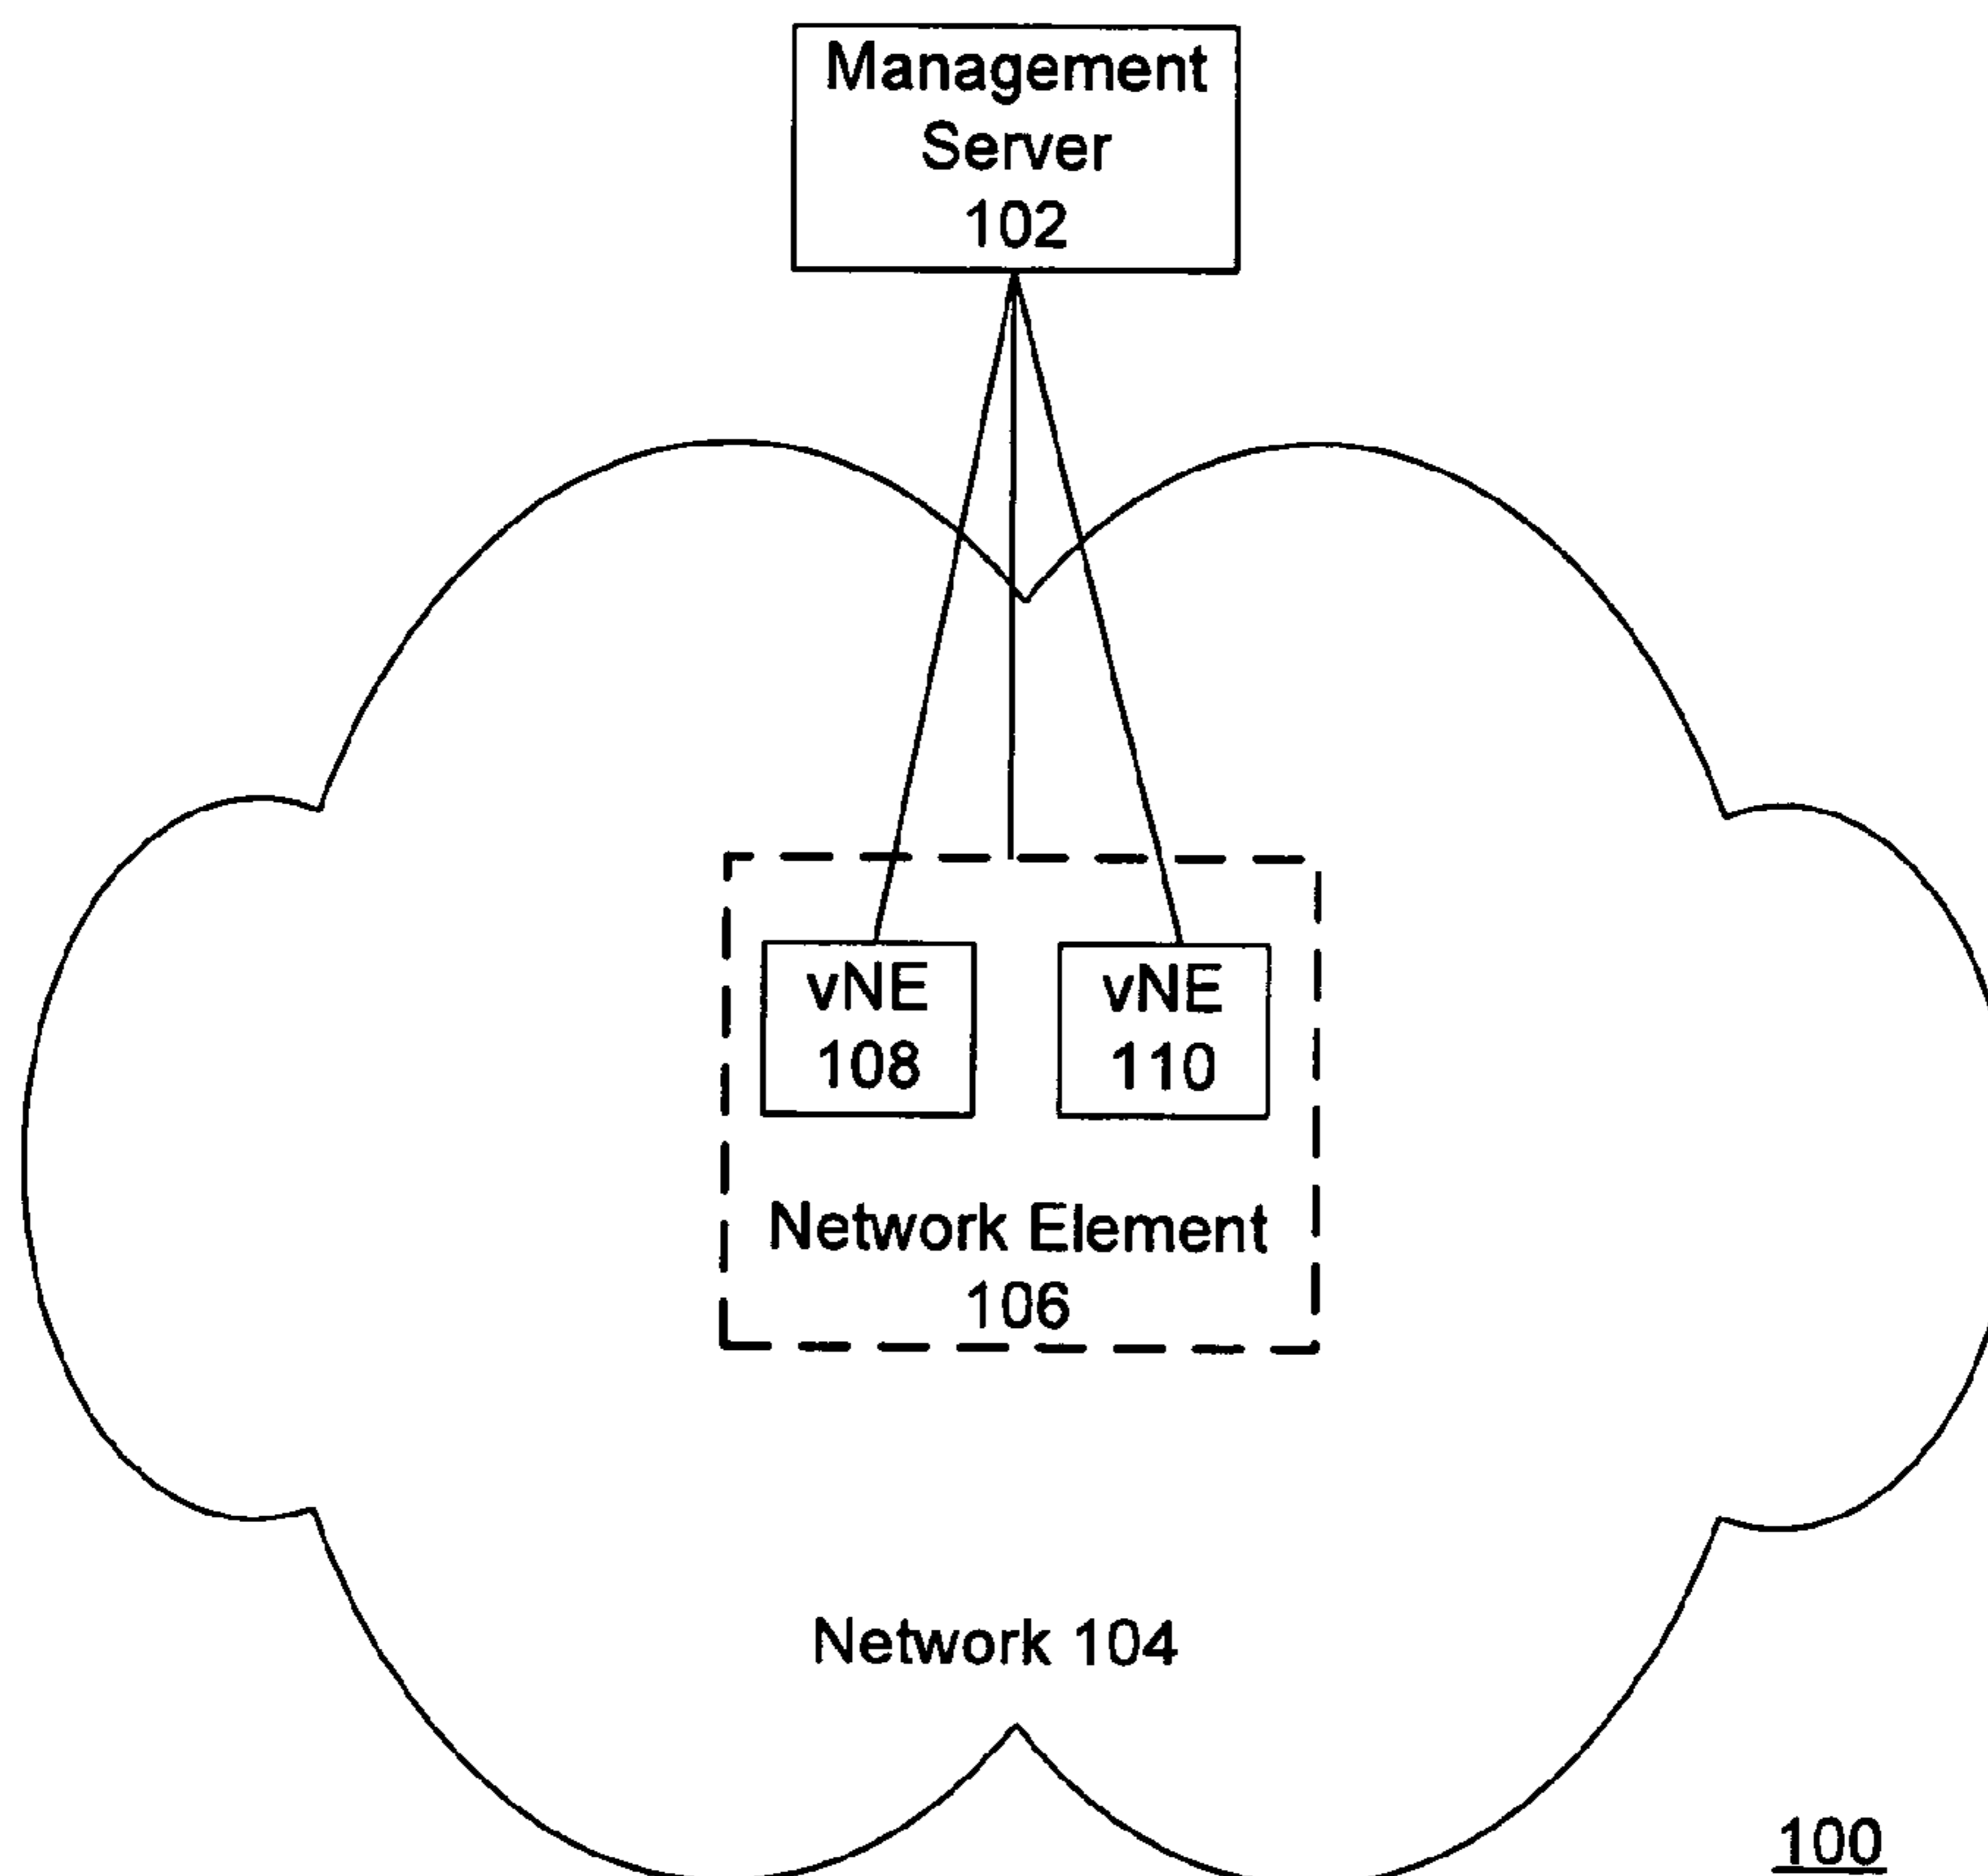 Management
Server
102
vNE
108
vNE
110
Network Element
106
Network 104
100